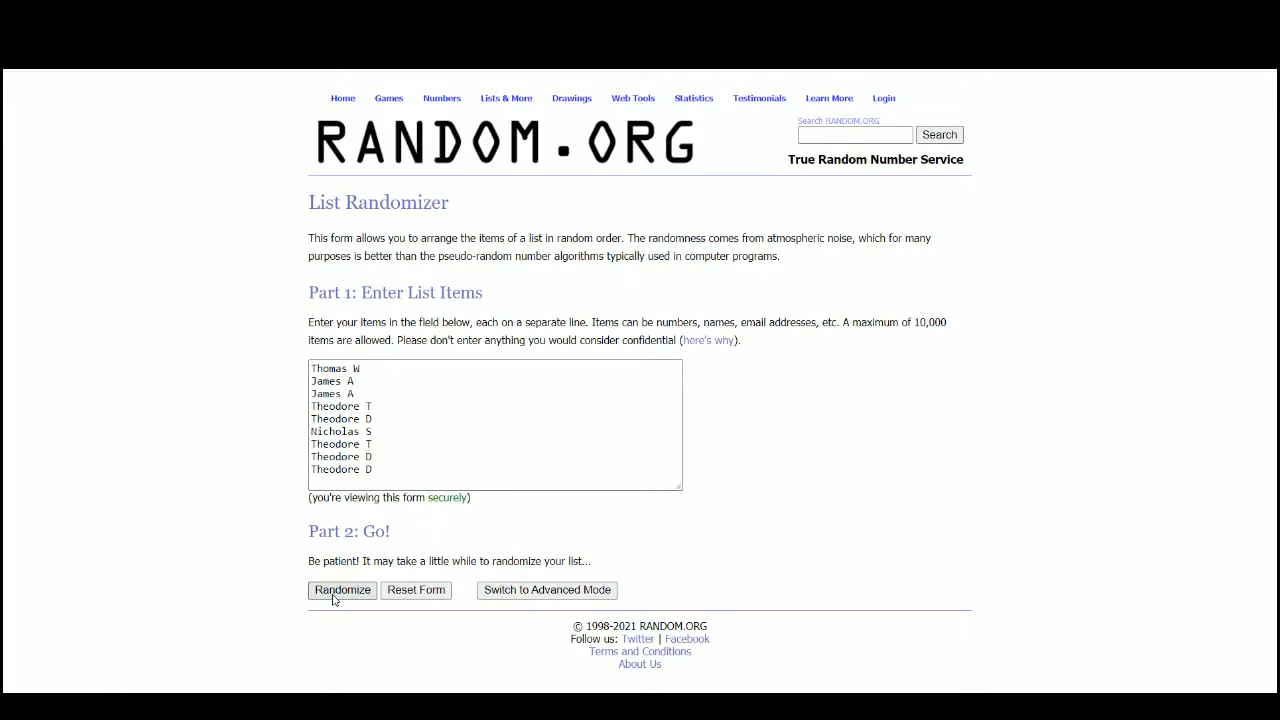 Home Games Numbers Lists & More Drawings Web Tools Statistics Testimonials Learn More Login
RANDOM.ORG
Search RANDOM.ORG
Search
True Random Number Service
List Randomizer
This form allows you to arrange the items of a list in random order. The randomness comes from atmospheric noise, which for many
purposes is better than the pseudo-random number algorithms typically used in computer programs.
Part 1: Enter List Items
Enter your items in the field below, each on a separate line. Items can be numbers, names, email addresses, etc. A maximum of 10,000
items are allowed. Please don't enter anything you would consider confidential (here's why).
Thomas W
James A
James A
Theodore T
Theodore D
Nicholas S
Theodore T
Theodore D
Theodore D
(you're viewing this form securely)
Part 2: Go!
Be patient! It may take a little while to randomize your list...
Randomize Reset Form Switch to Advanced Mode
© 1998-2021 RANDOM.ORG
Follow us: Twitter | Facebook
Terms and Conditions
About Us